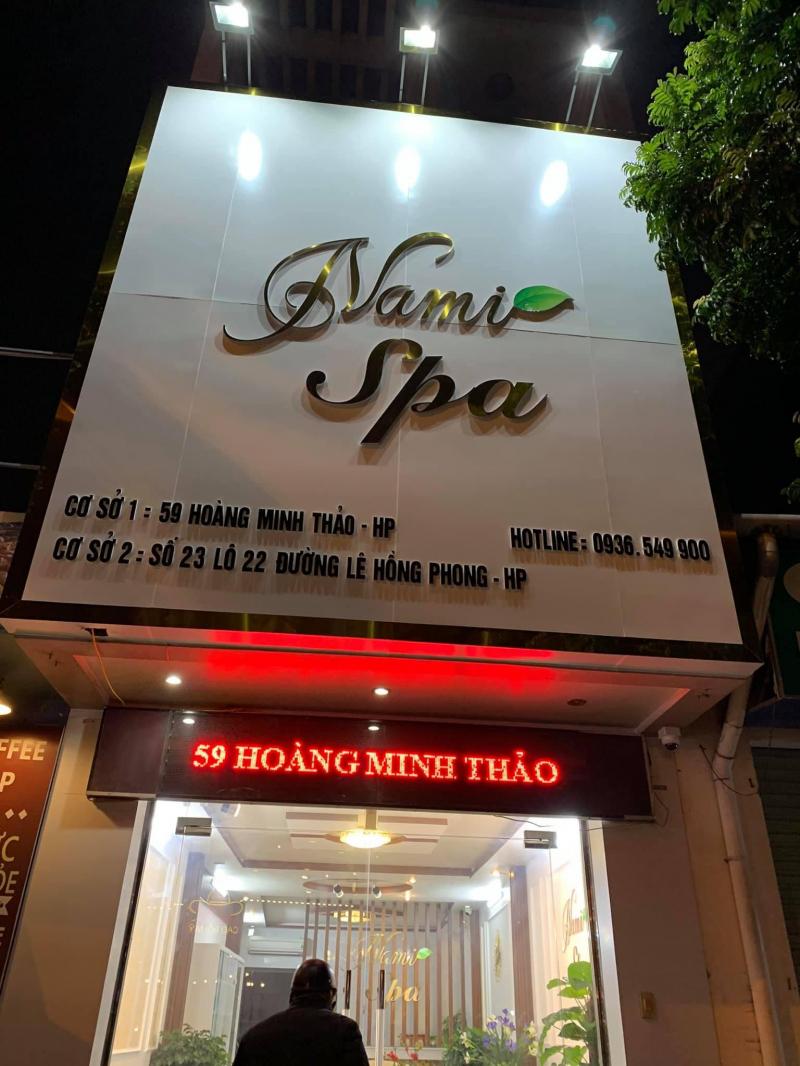 Nami
Spa
CƠ SỞ 1 : 59 HOÀNG MINH THẢO - HP
HOTLINE : 0936.549 900
CƠ SỞ 2 : SỐ 23 LÔ 22 ĐƯỜNG LÊ HỒNG PHONG - HP
59 HOÀNG MINH THẢO
Nami
Spa
Nami